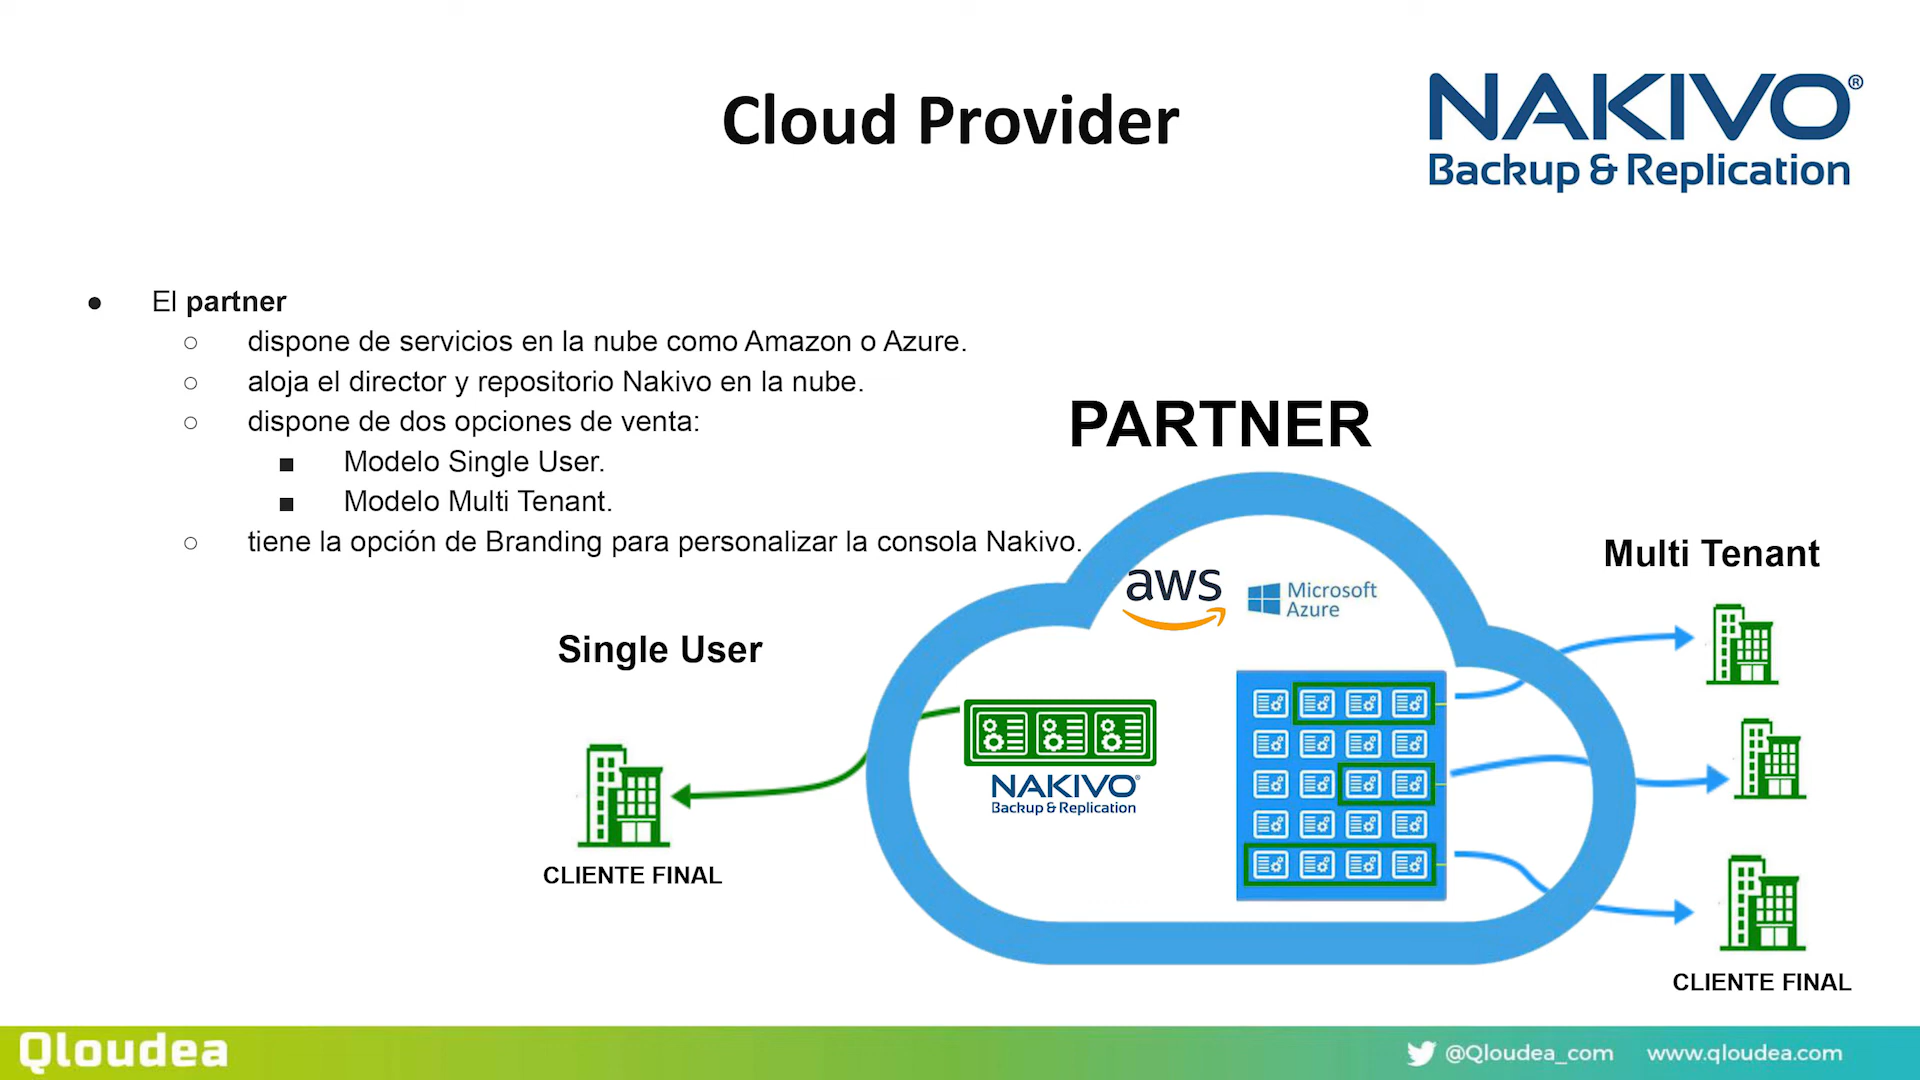 Cloud Provider
NAKIVO®
Backup & Replication
● El partner
○ dispone de servicios en la nube como Amazon o Azure.
○ aloja el director y repositorio Nakivo en la nube.
○ dispone de dos opciones de venta:
■ Modelo Single User.
■ Modelo Multi Tenant.
○ tiene la opción de Branding para personalizar la consola Nakivo.
PARTNER
aws
Microsoft
Azure
Multi Tenant
Single User
NAKIVO®
Backup & Replication
CLIENTE FINAL
CLIENTE FINAL
Qloudea
@Qloudea_com
www.qloudea.com